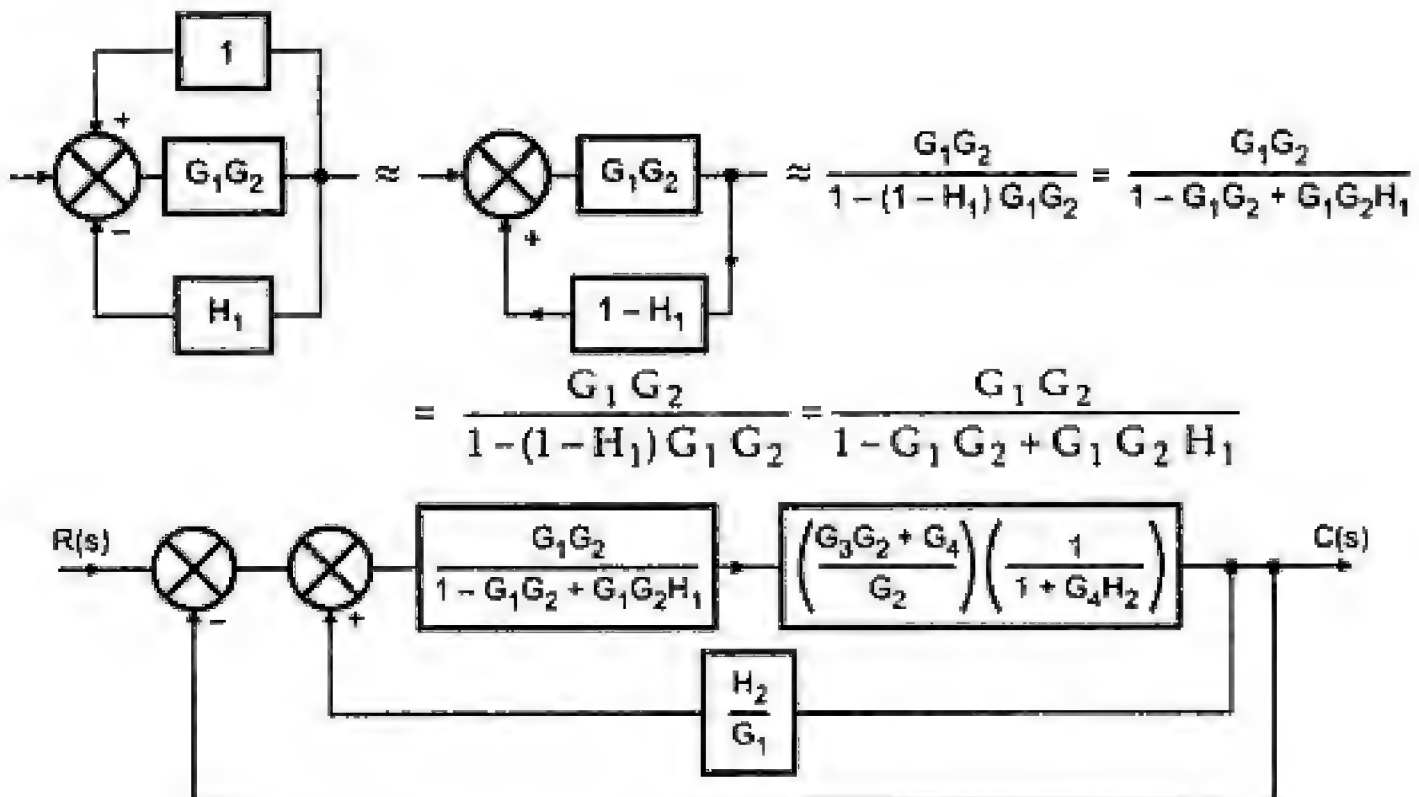 1
+
G₁G₂
−
H₁
≈
G₁G₂
+
1 − H₁
≈ G₁G₂ / (1 − (1 − H₁) G₁G₂) = G₁G₂ / (1 − G₁G₂ + G₁G₂H₁)
= G₁ G₂ / (1 − (1 − H₁) G₁ G₂) = G₁ G₂ / (1 − G₁ G₂ + G₁ G₂ H₁)
R(s)
−
+
G₁G₂ / (1 − G₁G₂ + G₁G₂H₁)
((G₃G₂ + G₄) / G₂) (1 / (1 + G₄H₂))
C(s)
H₂ / G₁